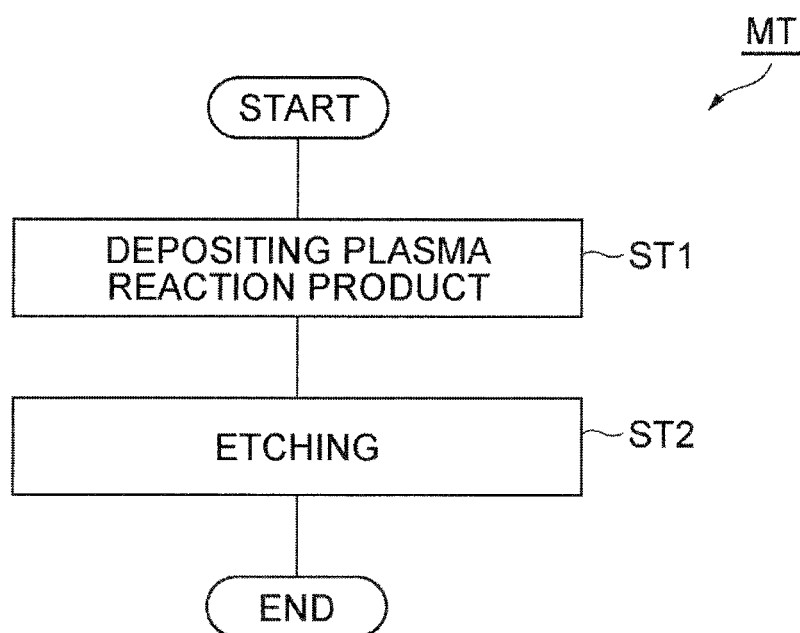 MT
START
DEPOSITING PLASMA
REACTION PRODUCT
ST1
ETCHING
ST2
END